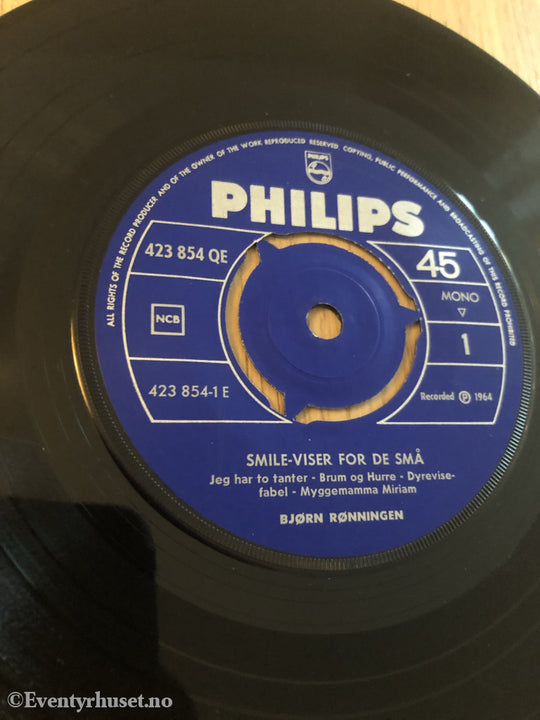 ALL RIGHTS OF THE RECORD PRODUCER AND OF THE OWNER OF THE WORK REPRODUCED RESERVED COPYING, PUBLIC PERFORMANCE AND BROADCASTING OF THIS RECORD PROHIBITED
PHILIPS
PHILIPS
423 854 QE
45
MONO
NCB
1
423 854-1 E
Recorded Ⓟ 1964
SMILE-VISER FOR DE SMÅ
Jeg har to tanter - Brum og Hurre - Dyrevise-
fabel - Myggemamma Miriam
BJØRN RØNNINGEN
©Eventyrhuset.no